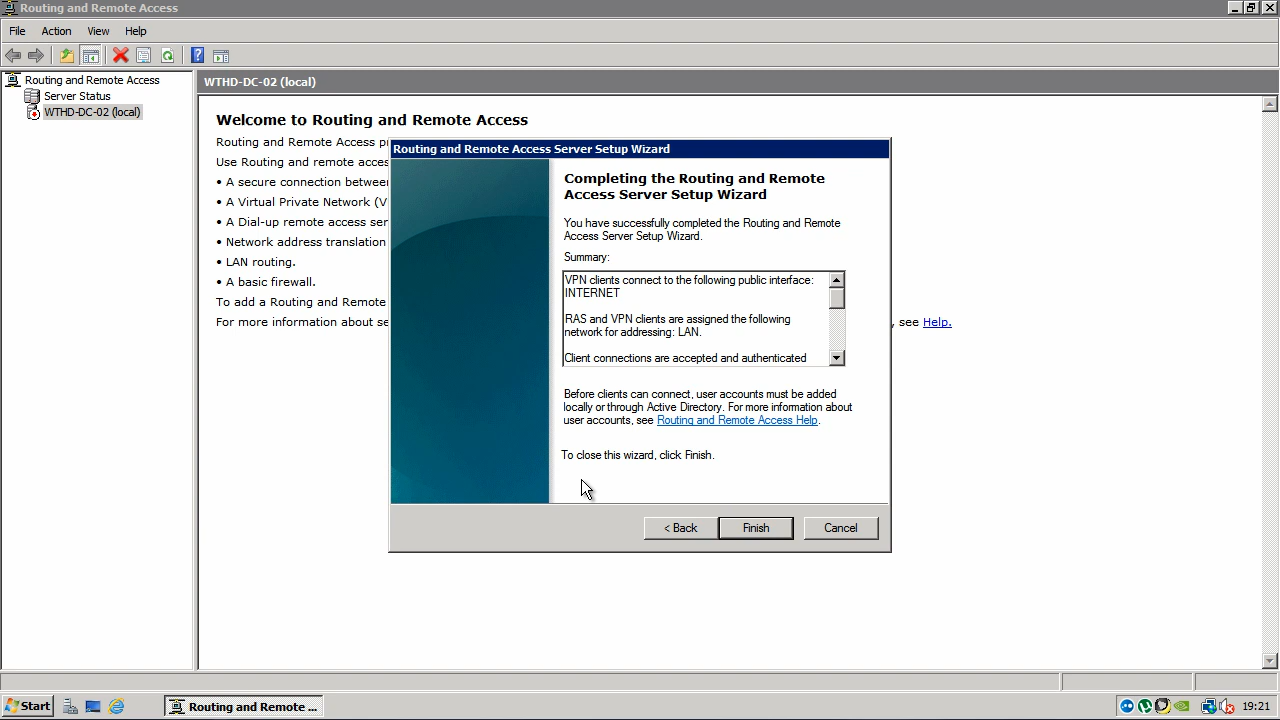 Routing and Remote Access
File Action View Help
Routing and Remote Access
Server Status
WTHD-DC-02 (local)
WTHD-DC-02 (local)
Welcome to Routing and Remote Access
Routing and Remote Access
Use Routing and remote
• A secure connection
• A Virtual Private Network
• A Dial-up remote access
• Network address translation
• LAN routing.
• A basic firewall.
To add a Routing and Remote
For more information about
, see Help.
Routing and Remote Access Server Setup Wizard
Completing the Routing and Remote
Access Server Setup Wizard
You have successfully completed the Routing and Remote
Access Server Setup Wizard.
Summary:
VPN clients connect to the following public interface:
INTERNET
RAS and VPN clients are assigned the following
network for addressing: LAN.
Client connections are accepted and authenticated
Before clients can connect, user accounts must be added
locally or through Active Directory. For more information about
user accounts, see Routing and Remote Access Help.
To close this wizard, click Finish.
< Back Finish Cancel
Start Routing and Remote ... 19:21